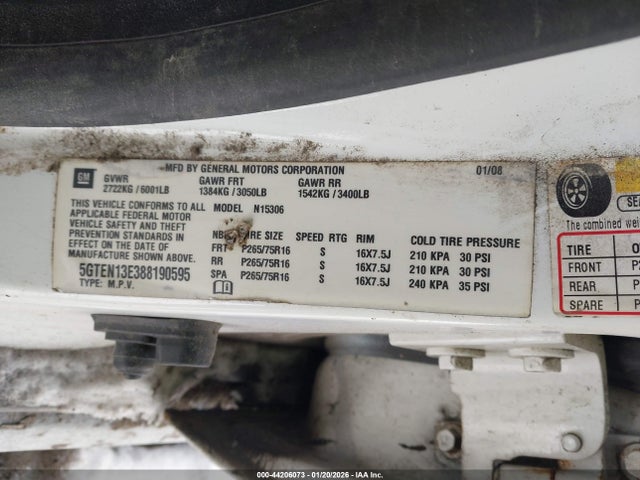 MFD BY GENERAL MOTORS CORPORATION 01/08
GM
GVWR GAWR FRT GAWR RR
2722KG / 6001LB 1384KG / 3050LB 1542KG / 3400LB
THIS VEHICLE CONFORMS TO ALL MODEL N15306
APPLICABLE FEDERAL MOTOR
VEHICLE SAFETY AND THEFT
PREVENTION STANDARDS IN
EFFECT ON THE DATE OF
MANUFACTURE SHOWN ABOVE.
5GTEN13E388190595
TYPE: M.P.V.
SIZE SPEED RTG RIM COLD TIRE PRESSURE
FRT P265/75R16 S 16X7.5J 210 KPA 30 PSI
RR P265/75R16 S 16X7.5J 210 KPA 30 PSI
SPA P265/75R16 S 16X7.5J 240 KPA 35 PSI
The combined
TIRE
FRONT
REAR
SPARE
000-44206073 | 01/20/2026 - IAA Inc.